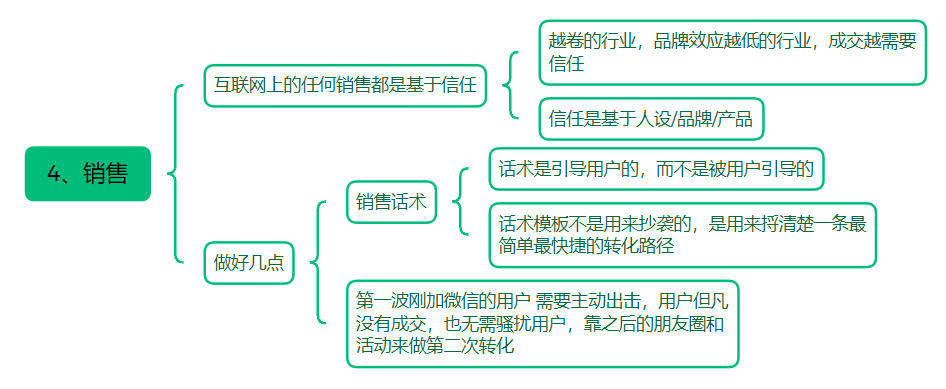 4、销售
互联网上的任何销售都是基于信任
越卷的行业，品牌效应越低的行业，成交越需要
信任
信任是基于人设/品牌/产品
做好几点
销售话术
话术是引导用户的，而不是被用户引导的
话术模板不是用来抄袭的，是用来捋清楚一条最
简单最快捷的转化路径
第一波刚加微信的用户 需要主动出击，用户但凡
没有成交，也无需骚扰用户，靠之后的朋友圈和
活动来做第二次转化